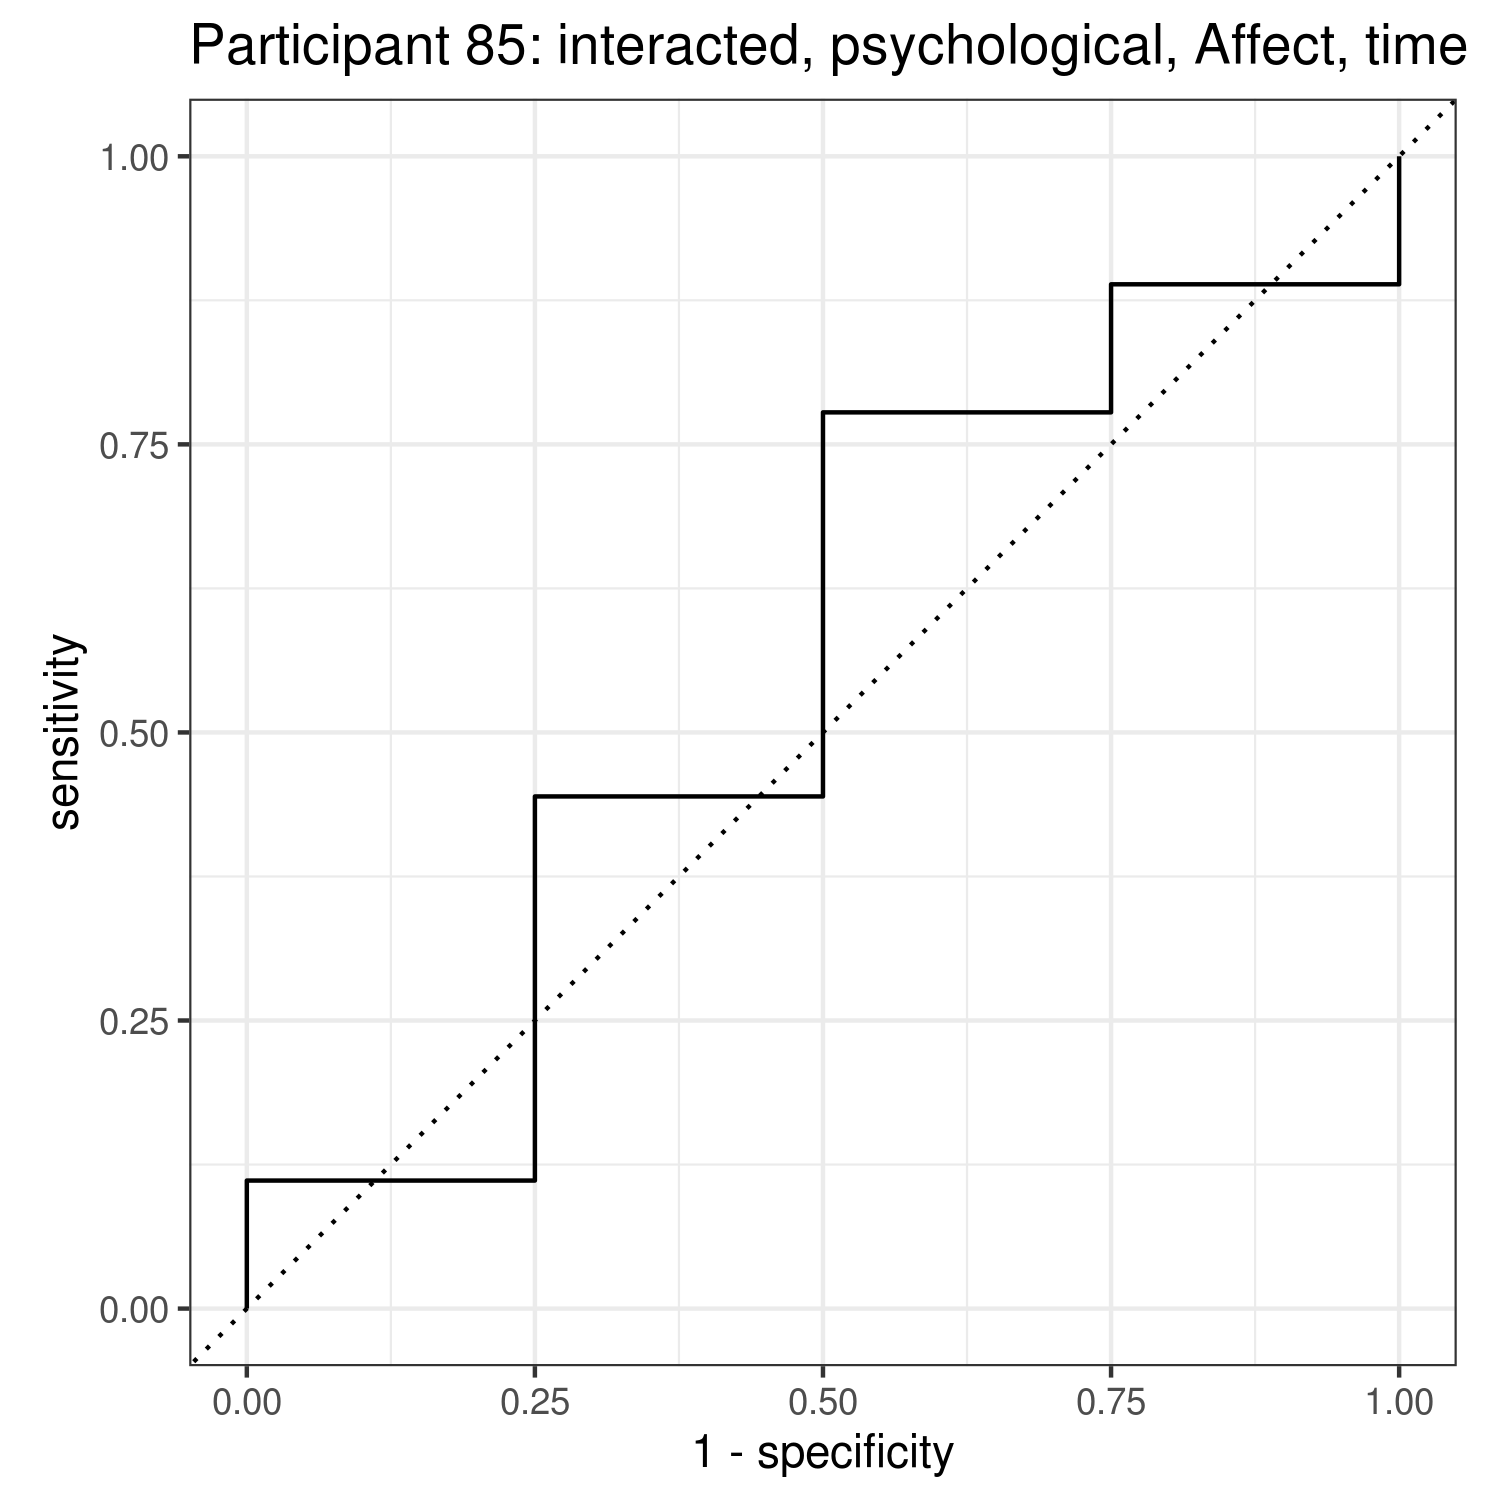 Participant 85: interacted, psychological, Affect, time
1.00
0.75
0.50
0.25
0.00
sensitivity
0.00 0.25 0.50 0.75 1.00
1 - specificity